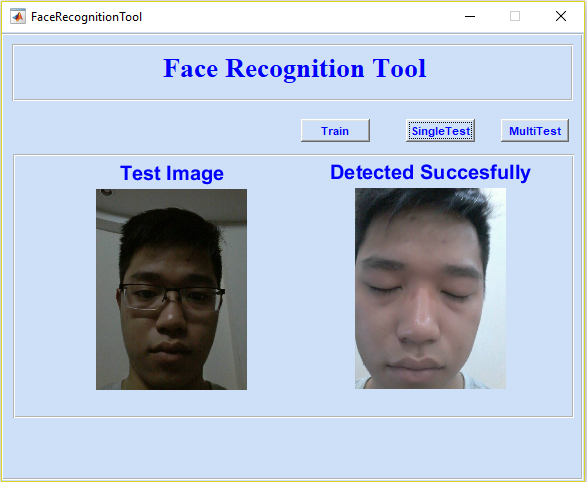 FaceRecognitionTool
Face Recognition Tool
Train SingleTest MultiTest
Test Image Detected Succesfully